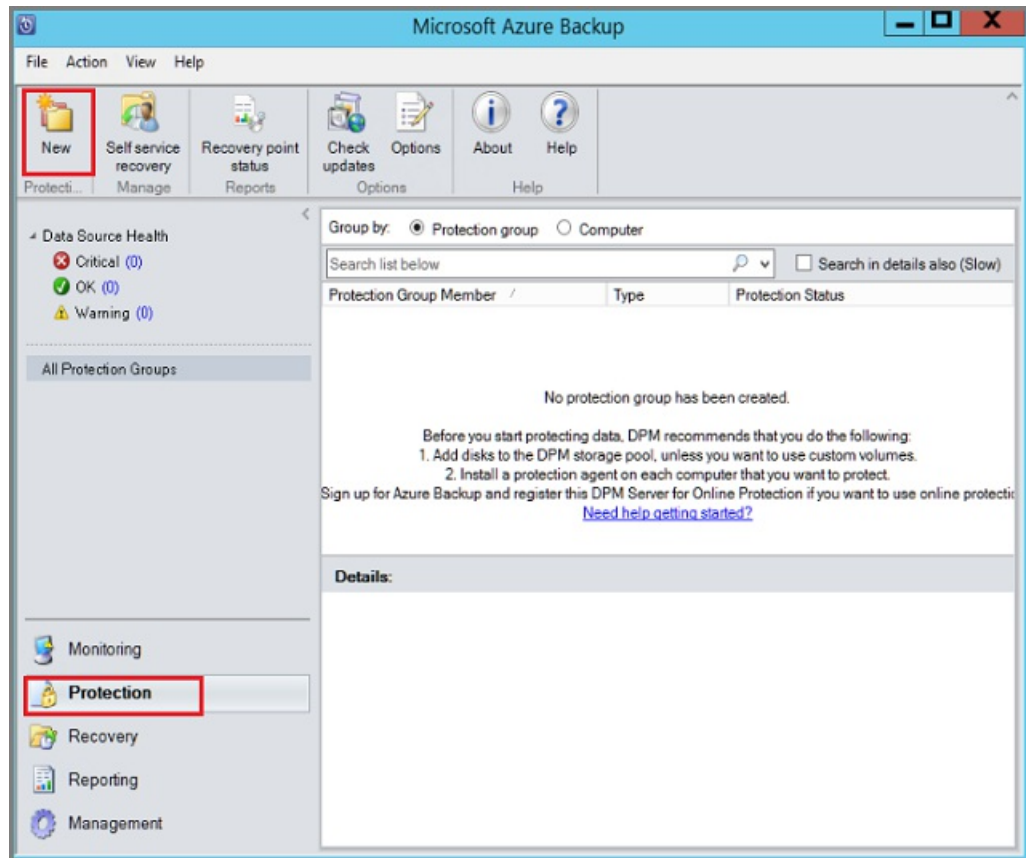 Microsoft Azure Backup
File Action View Help
New
Self service recovery
Recovery point status
Check updates
Options
About
Help
Protecti...
Manage
Reports
Options
Help
Data Source Health
Critical (0)
OK (0)
Warning (0)
All Protection Groups
Group by: Protection group Computer
Search list below
Search in details also (Slow)
Protection Group Member Type Protection Status
No protection group has been created.
Before you start protecting data, DPM recommends that you do the following:
1. Add disks to the DPM storage pool, unless you want to use custom volumes.
2. Install a protection agent on each computer that you want to protect.
Sign up for Azure Backup and register this DPM Server for Online Protection if you want to use online protectic
Need help getting started?
Details:
Monitoring
Protection
Recovery
Reporting
Management